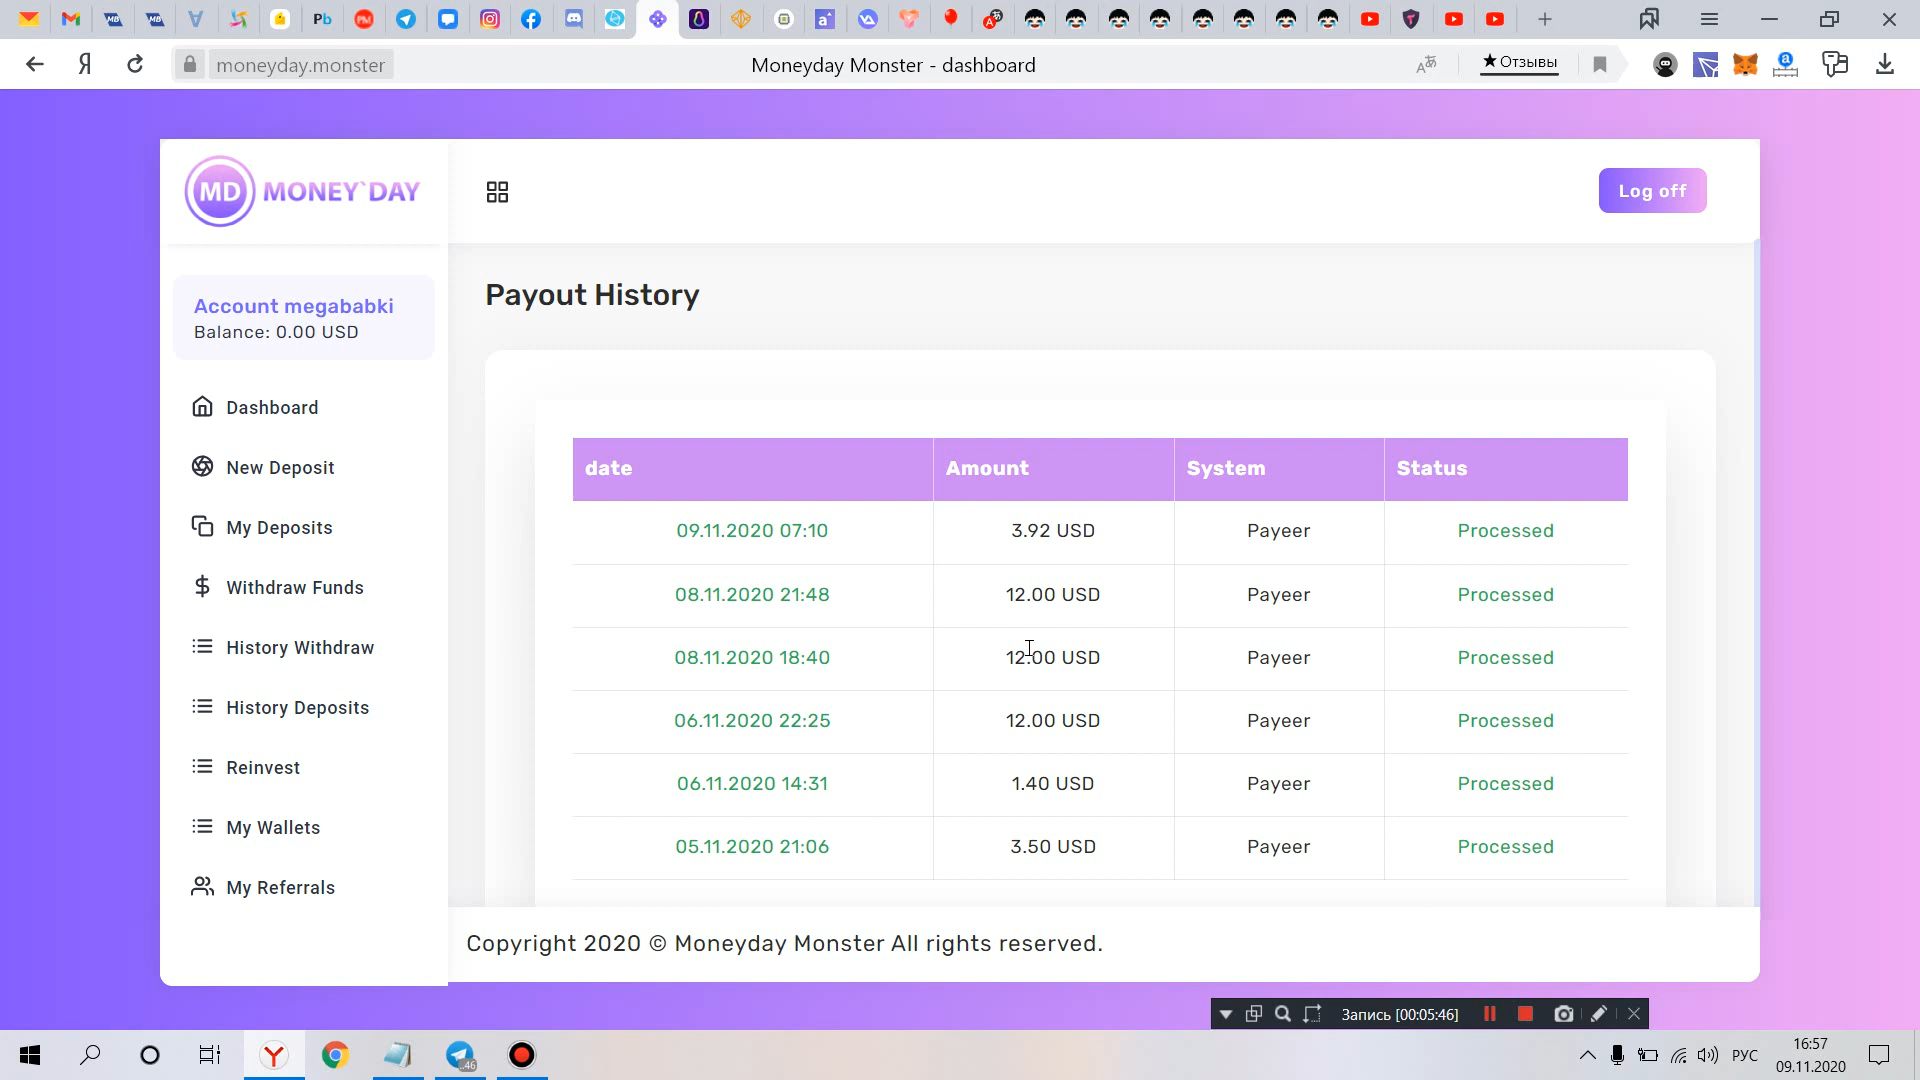 Pb
PM
moneyday.monster
Moneyday Monster - dashboard
★Отзывы
MD MONEY`DAY
Log off
Account megababki
Balance: 0.00 USD
Dashboard
New Deposit
My Deposits
Withdraw Funds
History Withdraw
History Deposits
Reinvest
My Wallets
My Referrals
Payout History
date Amount System Status
09.11.2020 07:10 3.92 USD Payeer Processed
08.11.2020 21:48 12.00 USD Payeer Processed
08.11.2020 18:40 12.00 USD Payeer Processed
06.11.2020 22:25 12.00 USD Payeer Processed
06.11.2020 14:31 1.40 USD Payeer Processed
05.11.2020 21:06 3.50 USD Payeer Processed
Copyright 2020 © Moneyday Monster All rights reserved.
Запись [00:05:46]
РУС
16:57
09.11.2020